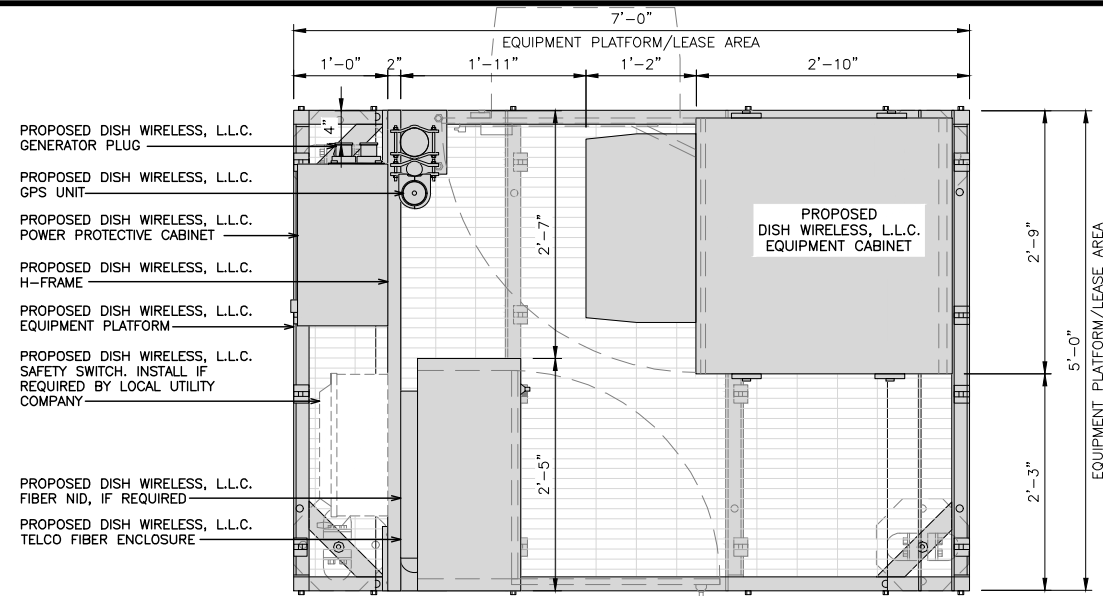 7'-0"
EQUIPMENT PLATFORM/LEASE AREA
1'-0"
2"
1'-11"
1'-2"
2'-10"
4"
PROPOSED DISH WIRELESS, L.L.C.
GENERATOR PLUG
PROPOSED DISH WIRELESS, L.L.C.
GPS UNIT
PROPOSED DISH WIRELESS, L.L.C.
POWER PROTECTIVE CABINET
PROPOSED DISH WIRELESS, L.L.C.
H-FRAME
PROPOSED DISH WIRELESS, L.L.C.
EQUIPMENT PLATFORM
PROPOSED DISH WIRELESS, L.L.C.
SAFETY SWITCH. INSTALL IF
REQUIRED BY LOCAL UTILITY
COMPANY
PROPOSED DISH WIRELESS, L.L.C.
FIBER NID, IF REQUIRED
PROPOSED DISH WIRELESS, L.L.C.
TELCO FIBER ENCLOSURE
2'-7"
2'-5"
PROPOSED
DISH WIRELESS, L.L.C.
EQUIPMENT CABINET
2'-9"
2'-3"
5'-0"
EQUIPMENT PLATFORM/LEASE AREA